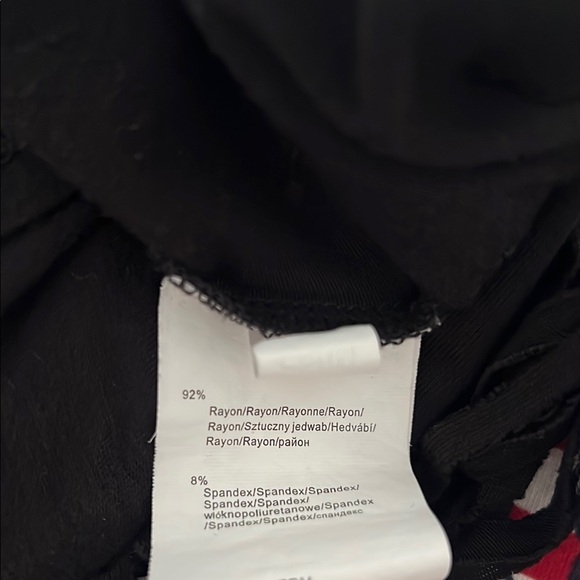 92%
Rayon/Rayon/Rayonne/Rayon/
Rayon/Sztuczny jedwab/Hedvábí/
Rayon/Rayon/район
8%
Spandex/Spandex/Spandex/
Spandex/Spandex/
włóknopoliuretanowe/Spandex
/Spandex/Spandex/спандекс